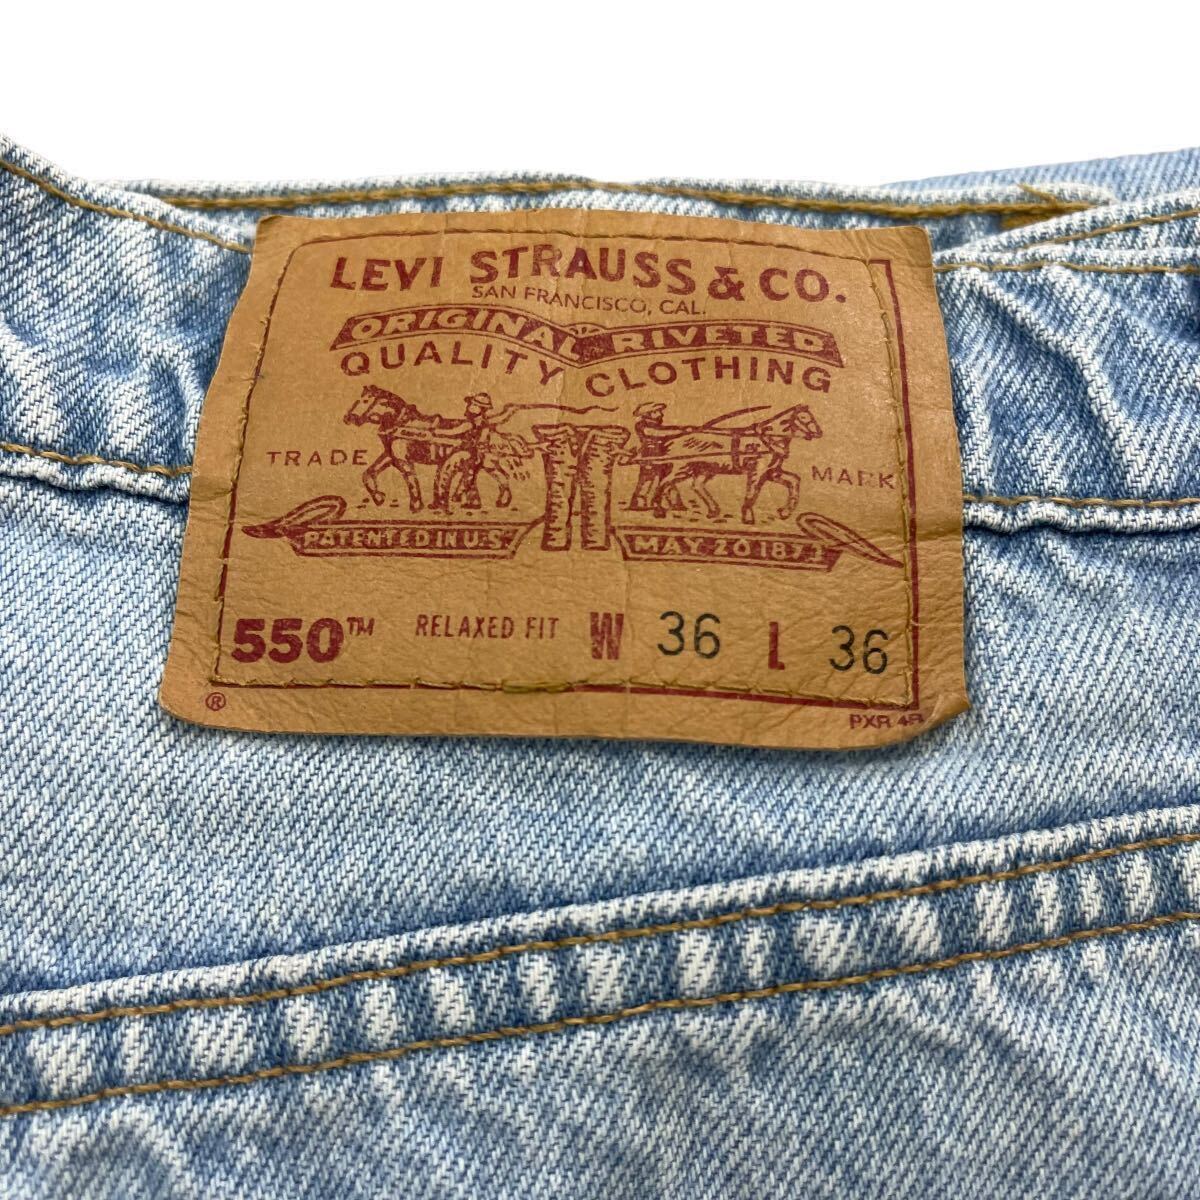 LEVI STRAUSS & CO.
SAN FRANCISCO, CAL.
ORIGINAL RIVETED
QUALITY CLOTHING
TRADE MARK
PATENTED IN U.S. MAY 20 1873
550™ RELAXED FIT W 36 L 36
® PXR